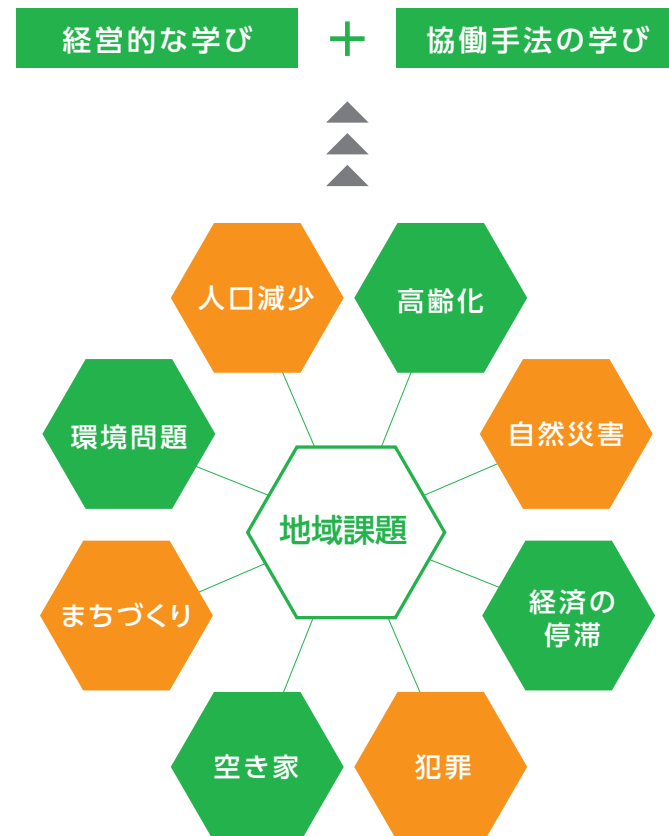 経営的な学び
+
協働手法の学び
人口減少
高齢化
環境問題
自然災害
地域課題
まちづくり
経済の
停滞
空き家
犯罪